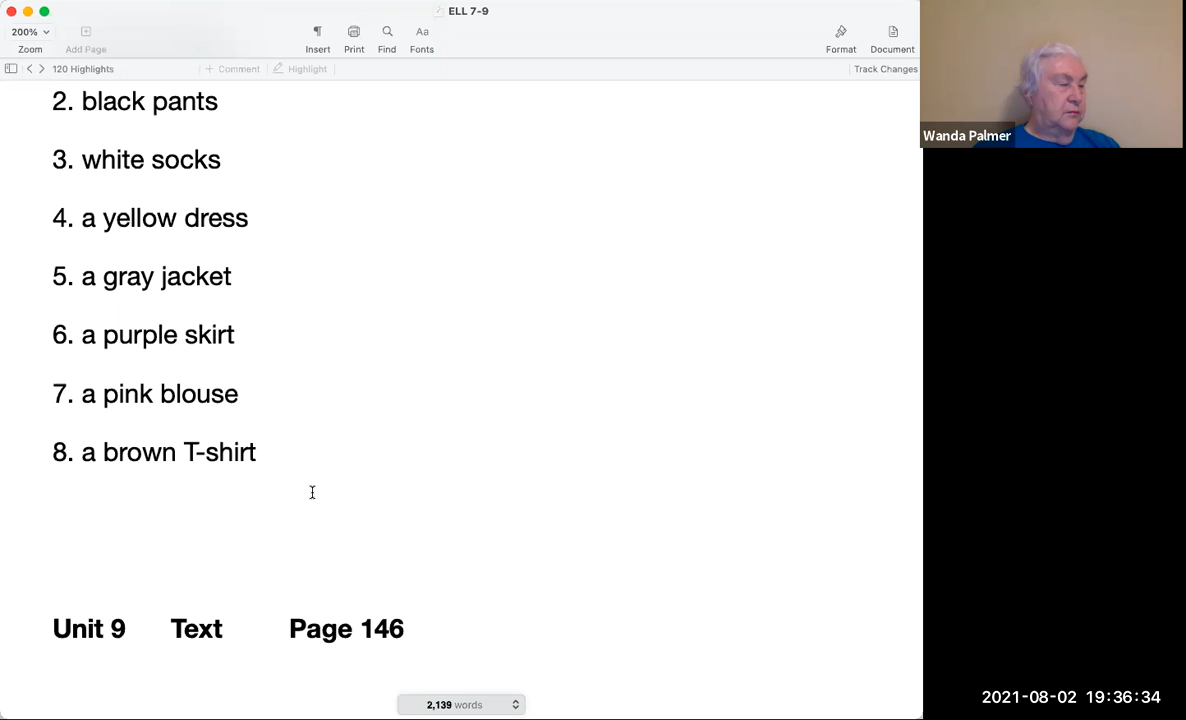 ELL 7-9
200%
Zoom
Add Page
Insert
Print
Find
Aa
Fonts
Format
Document
120 Highlights
+ Comment
Highlight
Track Changes
2. black pants
3. white socks
4. a yellow dress
5. a gray jacket
6. a purple skirt
7. a pink blouse
8. a brown T-shirt
Unit 9 Text Page 146
2,139 words
Wanda Palmer
2021-08-02 19:36:34